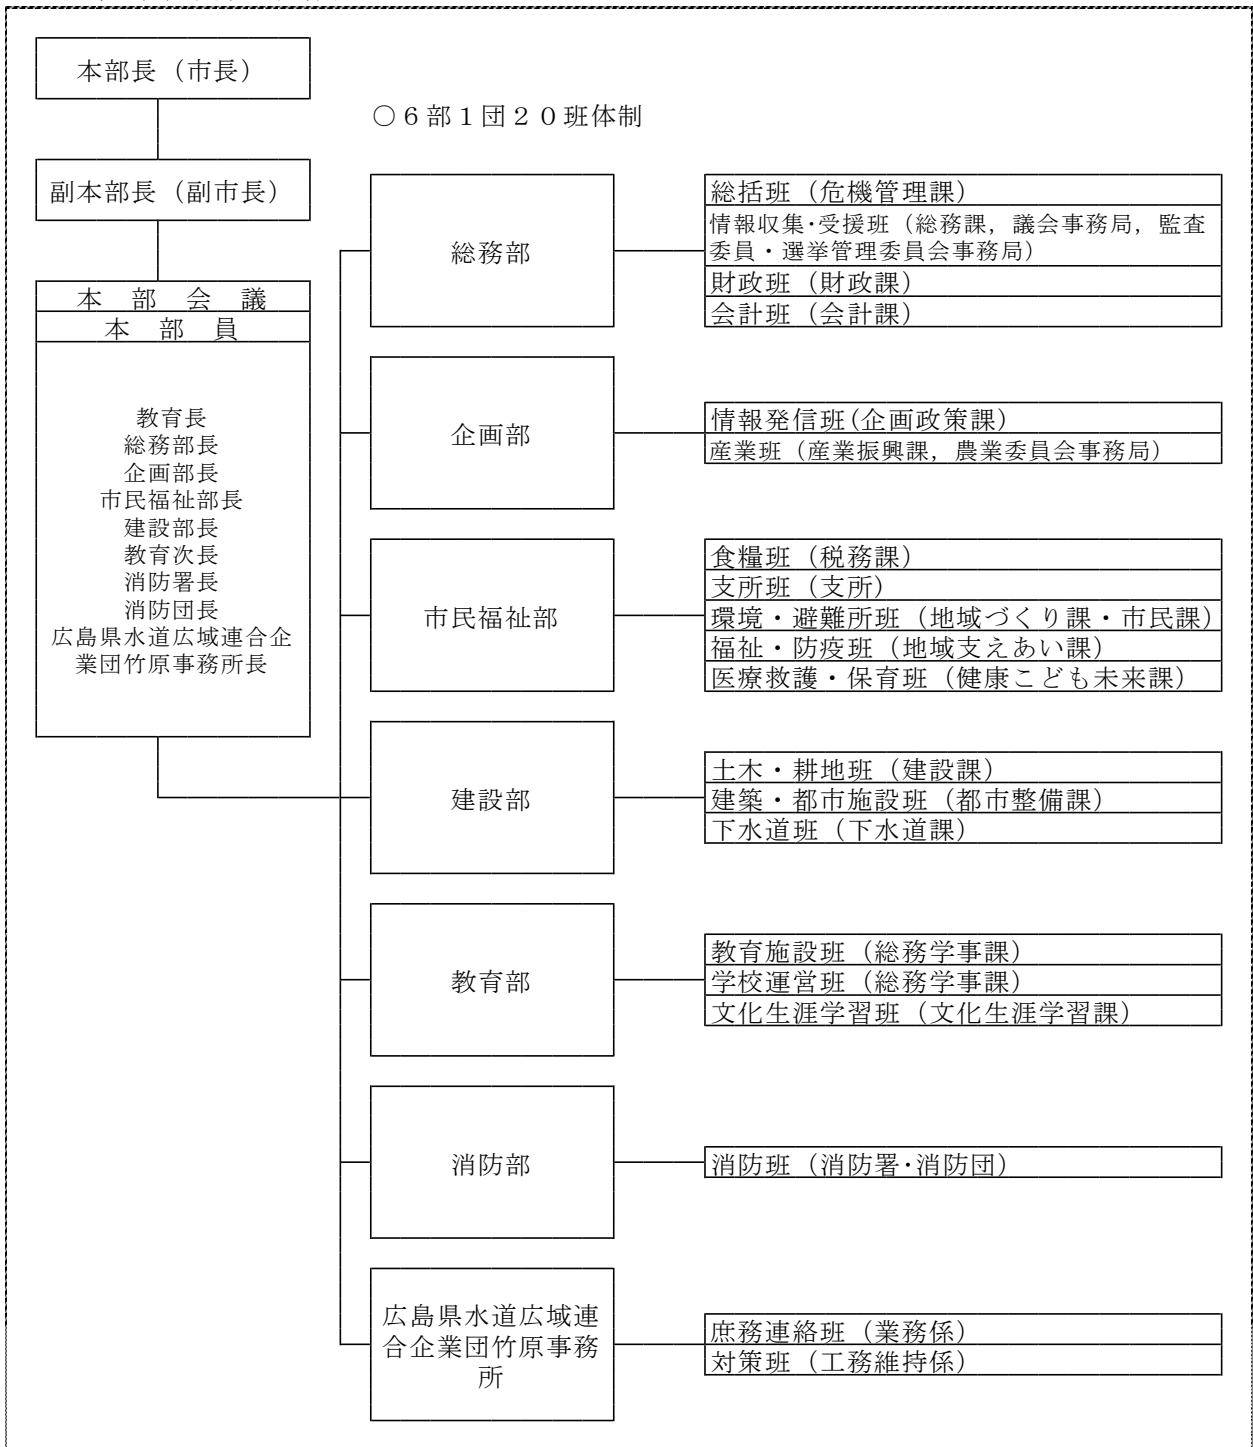 本部長（市長）
○６部１団２０班体制
副本部長（副市長）
本　部　会　議
本　部　員
教育長
総務部長
企画部長
市民福祉部長
建設部長
教育次長
消防署長
消防団長
広島県水道広域連合企
業団竹原事務所長
総務部
総括班（危機管理課）
情報収集・受援班（総務課，議会事務局，監査
委員・選挙管理委員会事務局）
財政班（財政課）
会計班（会計課）
企画部
情報発信班(企画政策課）
産業班（産業振興課，農業委員会事務局）
市民福祉部
食糧班（税務課）
支所班（支所）
環境・避難所班（地域づくり課・市民課）
福祉・防疫班（地域支えあい課）
医療救護・保育班（健康こども未来課）
建設部
土木・耕地班（建設課）
建築・都市施設班（都市整備課）
下水道班（下水道課）
教育部
教育施設班（総務学事課）
学校運営班（総務学事課）
文化生涯学習班（文化生涯学習課）
消防部
消防班（消防署・消防団）
広島県水道広域連
合企業団竹原事務
所
庶務連絡班（業務係）
対策班（工務維持係）